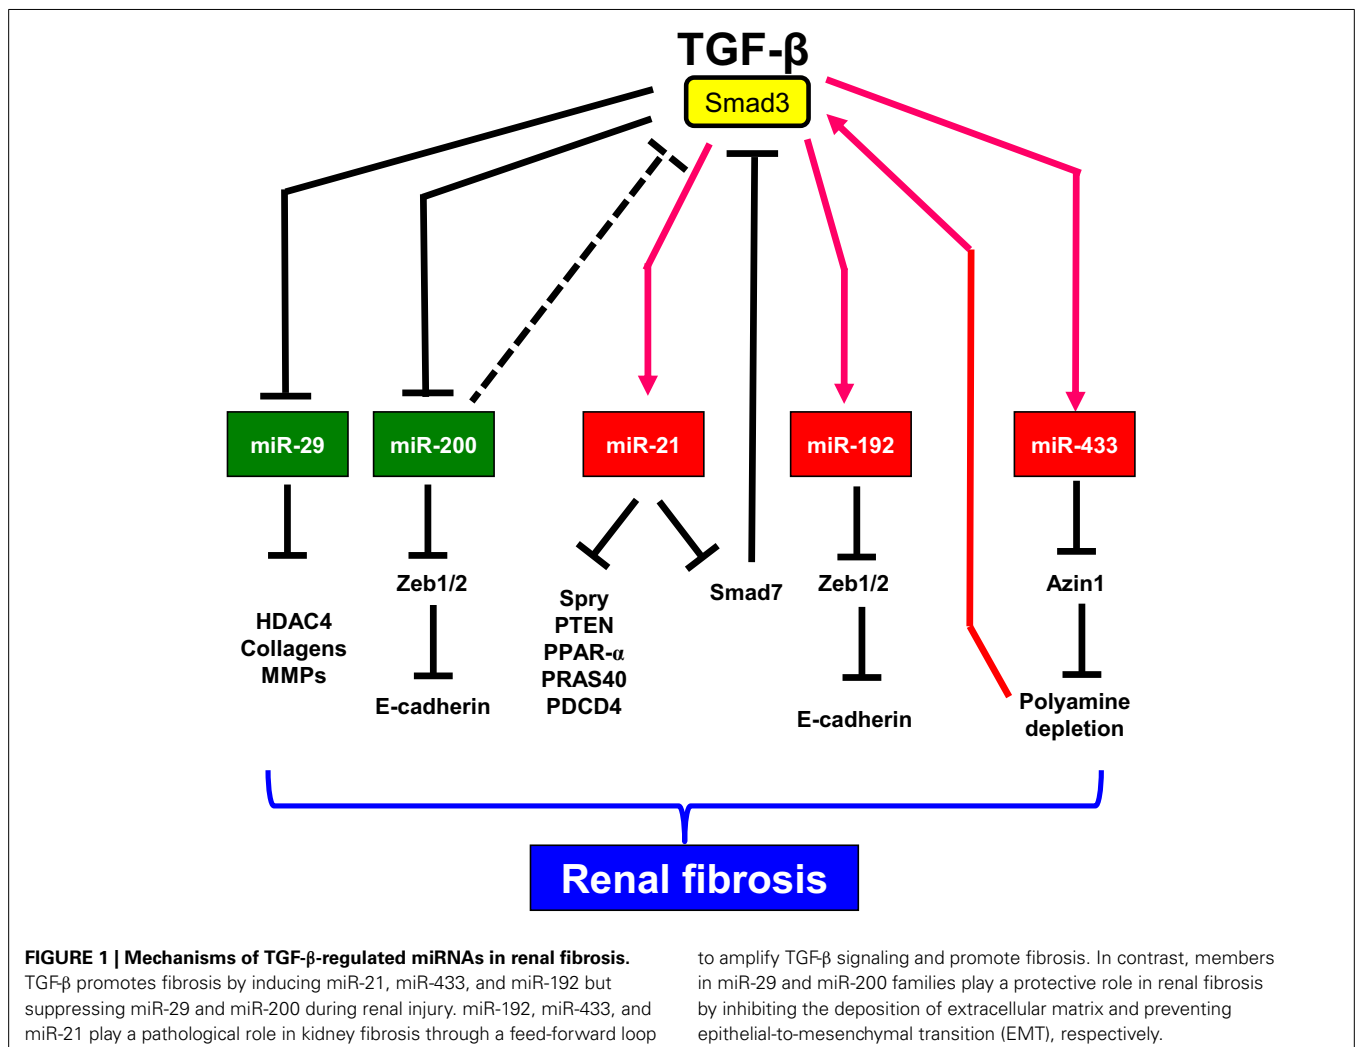 TGF-β
Smad3
miR-29
miR-200
miR-21
miR-192
miR-433
HDAC4
Collagens
MMPs
Zeb1/2
E-cadherin
Spry
PTEN
PPAR-α
PRAS40
PDCD4
Smad7
Zeb1/2
E-cadherin
Azin1
Polyamine
depletion
Renal fibrosis
FIGURE 1 | Mechanisms of TGF-β-regulated miRNAs in renal fibrosis.
TGF-β promotes fibrosis by inducing miR-21, miR-433, and miR-192 but
suppressing miR-29 and miR-200 during renal injury. miR-192, miR-433, and
miR-21 play a pathological role in kidney fibrosis through a feed-forward loop
to amplify TGF-β signaling and promote fibrosis. In contrast, members
in miR-29 and miR-200 families play a protective role in renal fibrosis
by inhibiting the deposition of extracellular matrix and preventing
epithelial-to-mesenchymal transition (EMT), respectively.